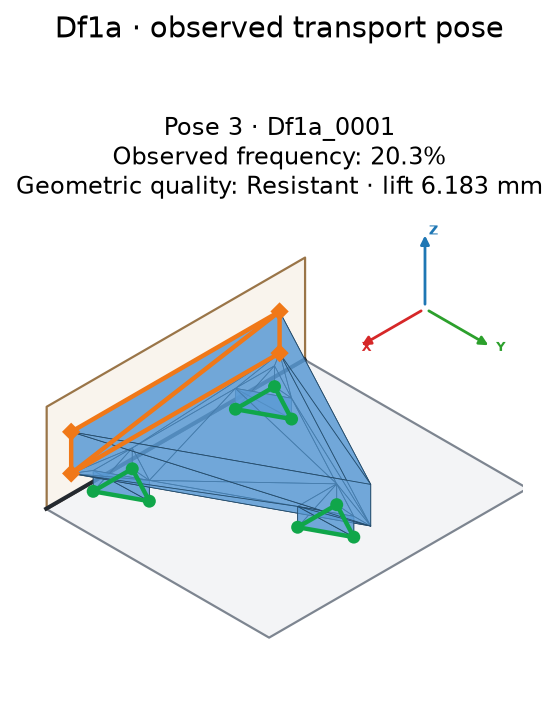 Df1a · observed transport pose
Pose 3 · Df1a_0001
Observed frequency: 20.3%
Geometric quality: Resistant · lift 6.183 mm
Z
X
Y